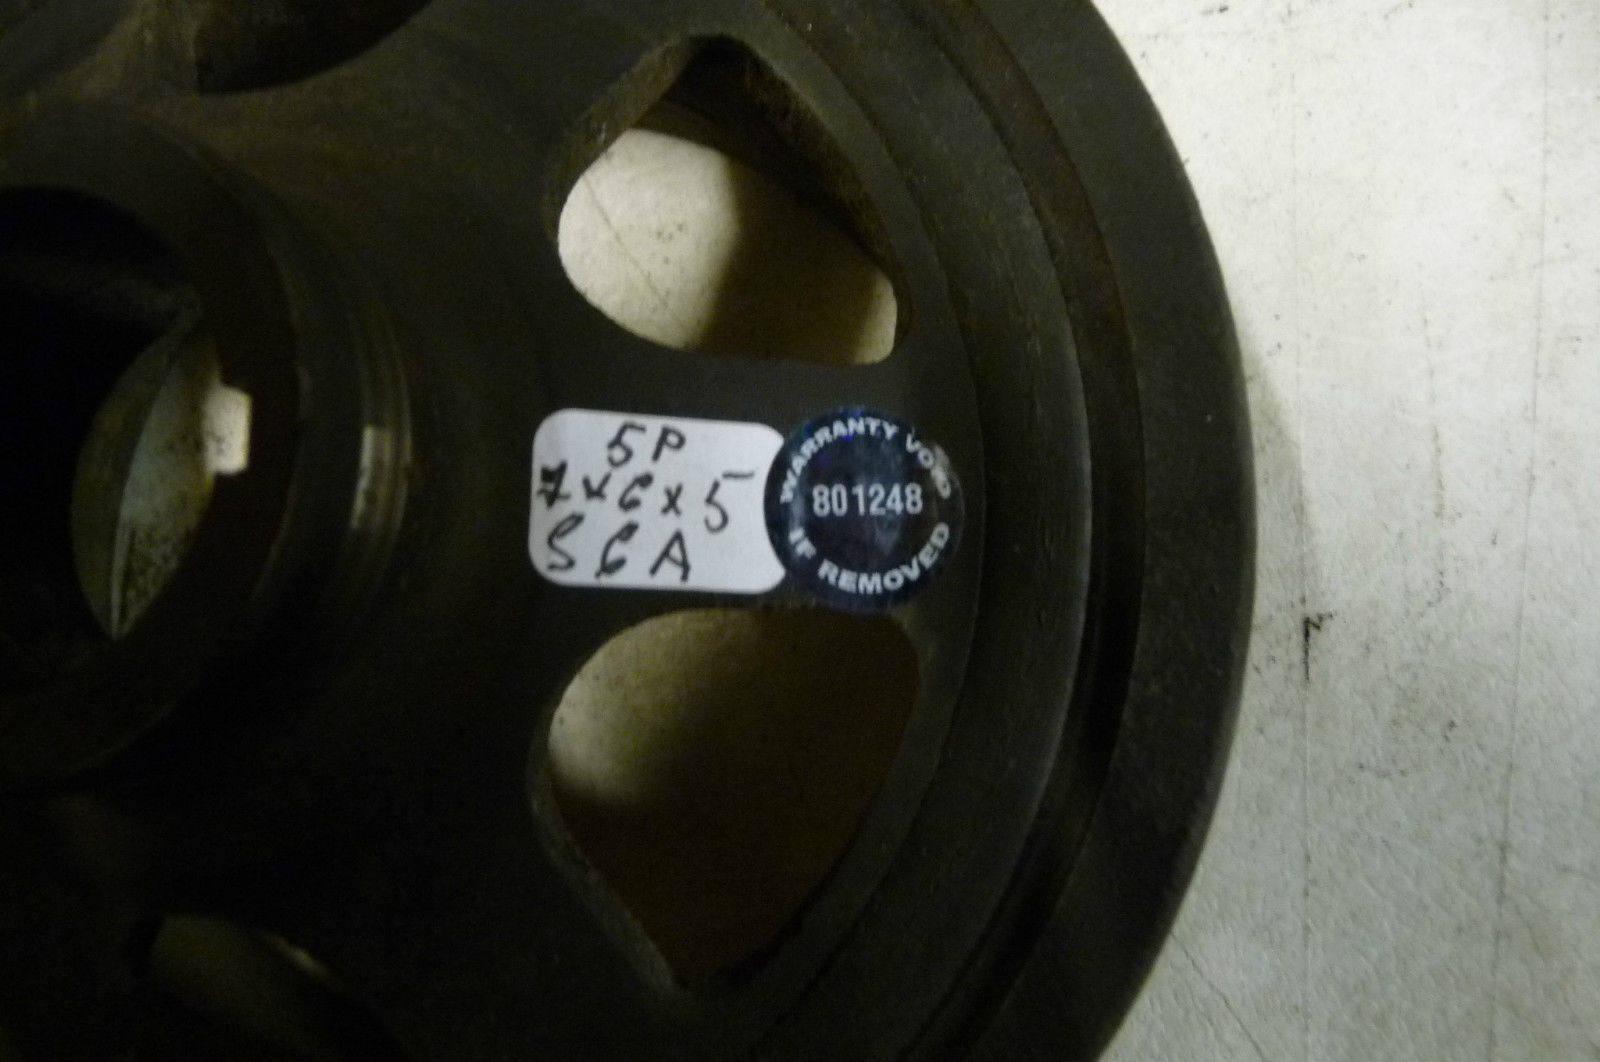 5P
7x6x5
S6A
WARRANTY VOID
801248
IF REMOVED